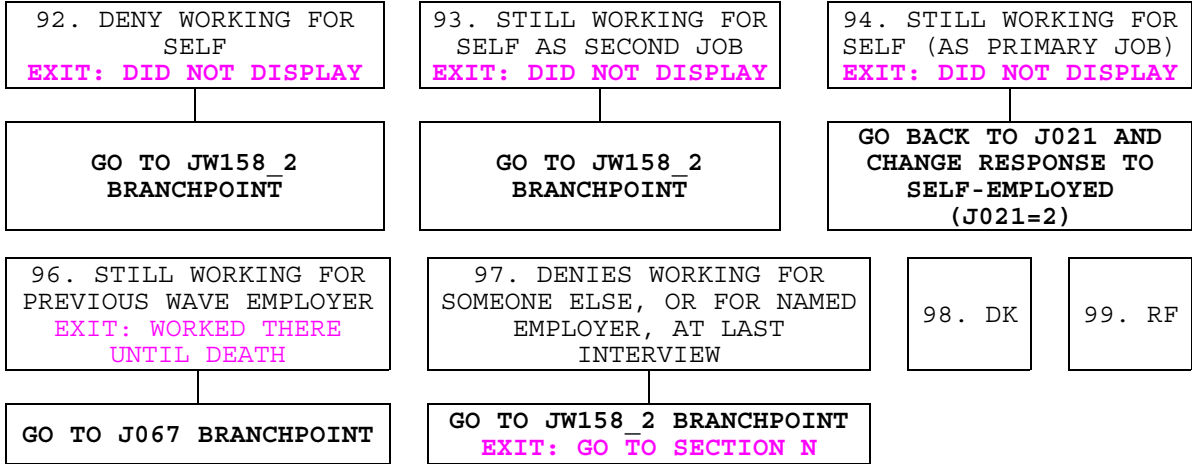 92. DENY WORKING FOR
SELF
EXIT: DID NOT DISPLAY
GO TO JW158_2
BRANCHPOINT
93. STILL WORKING FOR
SELF AS SECOND JOB
EXIT: DID NOT DISPLAY
GO TO JW158_2
BRANCHPOINT
94. STILL WORKING FOR
SELF (AS PRIMARY JOB)
EXIT: DID NOT DISPLAY
GO BACK TO J021 AND
CHANGE RESPONSE TO
SELF-EMPLOYED
(J021=2)
96. STILL WORKING FOR
PREVIOUS WAVE EMPLOYER
EXIT: WORKED THERE
UNTIL DEATH
GO TO J067 BRANCHPOINT
97. DENIES WORKING FOR
SOMEONE ELSE, OR FOR NAMED
EMPLOYER, AT LAST
INTERVIEW
GO TO JW158_2 BRANCHPOINT
EXIT: GO TO SECTION N
98. DK
99. RF